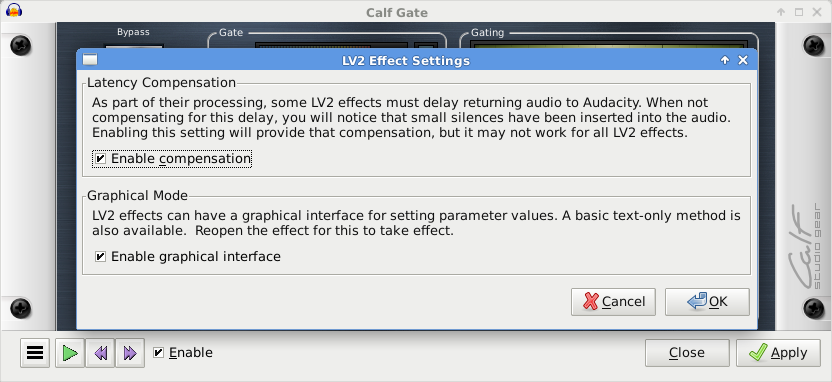 Calf Gate
Bypass
Gate
Gating
LV2 Effect Settings
Latency Compensation
As part of their processing, some LV2 effects must delay returning audio to Audacity. When not
compensating for this delay, you will notice that small silences have been inserted into the audio.
Enabling this setting will provide that compensation, but it may not work for all LV2 effects.
Enable compensation
Graphical Mode
LV2 effects can have a graphical interface for setting parameter values. A basic text-only method is
also available.  Reopen the effect for this to take effect.
Enable graphical interface
Cancel
OK
Calf
studio gear
Enable
Close
Apply